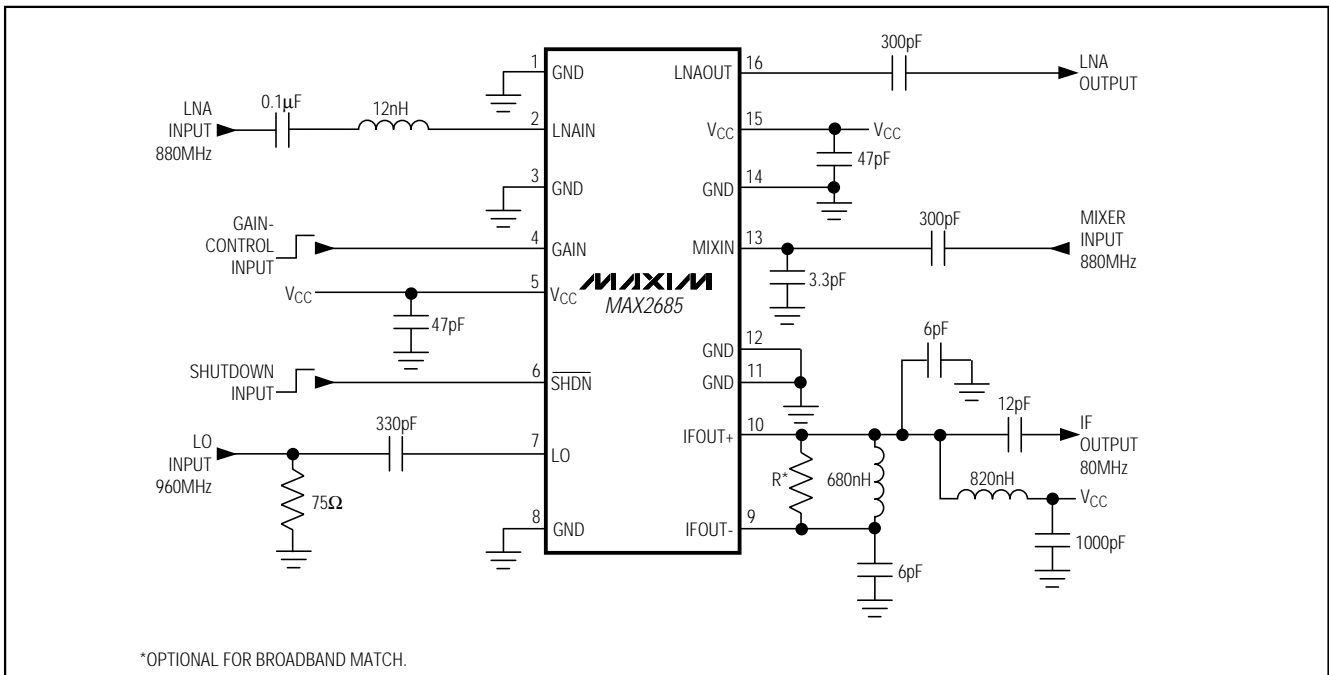 1
GND
0.1μF
12nH
LNA
INPUT
880MHz
2
LNAIN
3
GND
GAIN-
CONTROL
INPUT
4
GAIN
VCC
5
VCC
47pF
SHUTDOWN
INPUT
6
SHDN
LO
INPUT
960MHz
330pF
7
LO
75Ω
8
GND
MAXIM
MAX2685
LNAOUT
16
300pF
LNA
OUTPUT
VCC
15
VCC
47pF
GND
14
MIXIN
13
300pF
MIXER
INPUT
880MHz
3.3pF
GND
12
GND
11
6pF
IFOUT+
10
12pF
IF
OUTPUT
80MHz
R*
680nH
820nH
VCC
1000pF
IFOUT-
9
6pF
*OPTIONAL FOR BROADBAND MATCH.